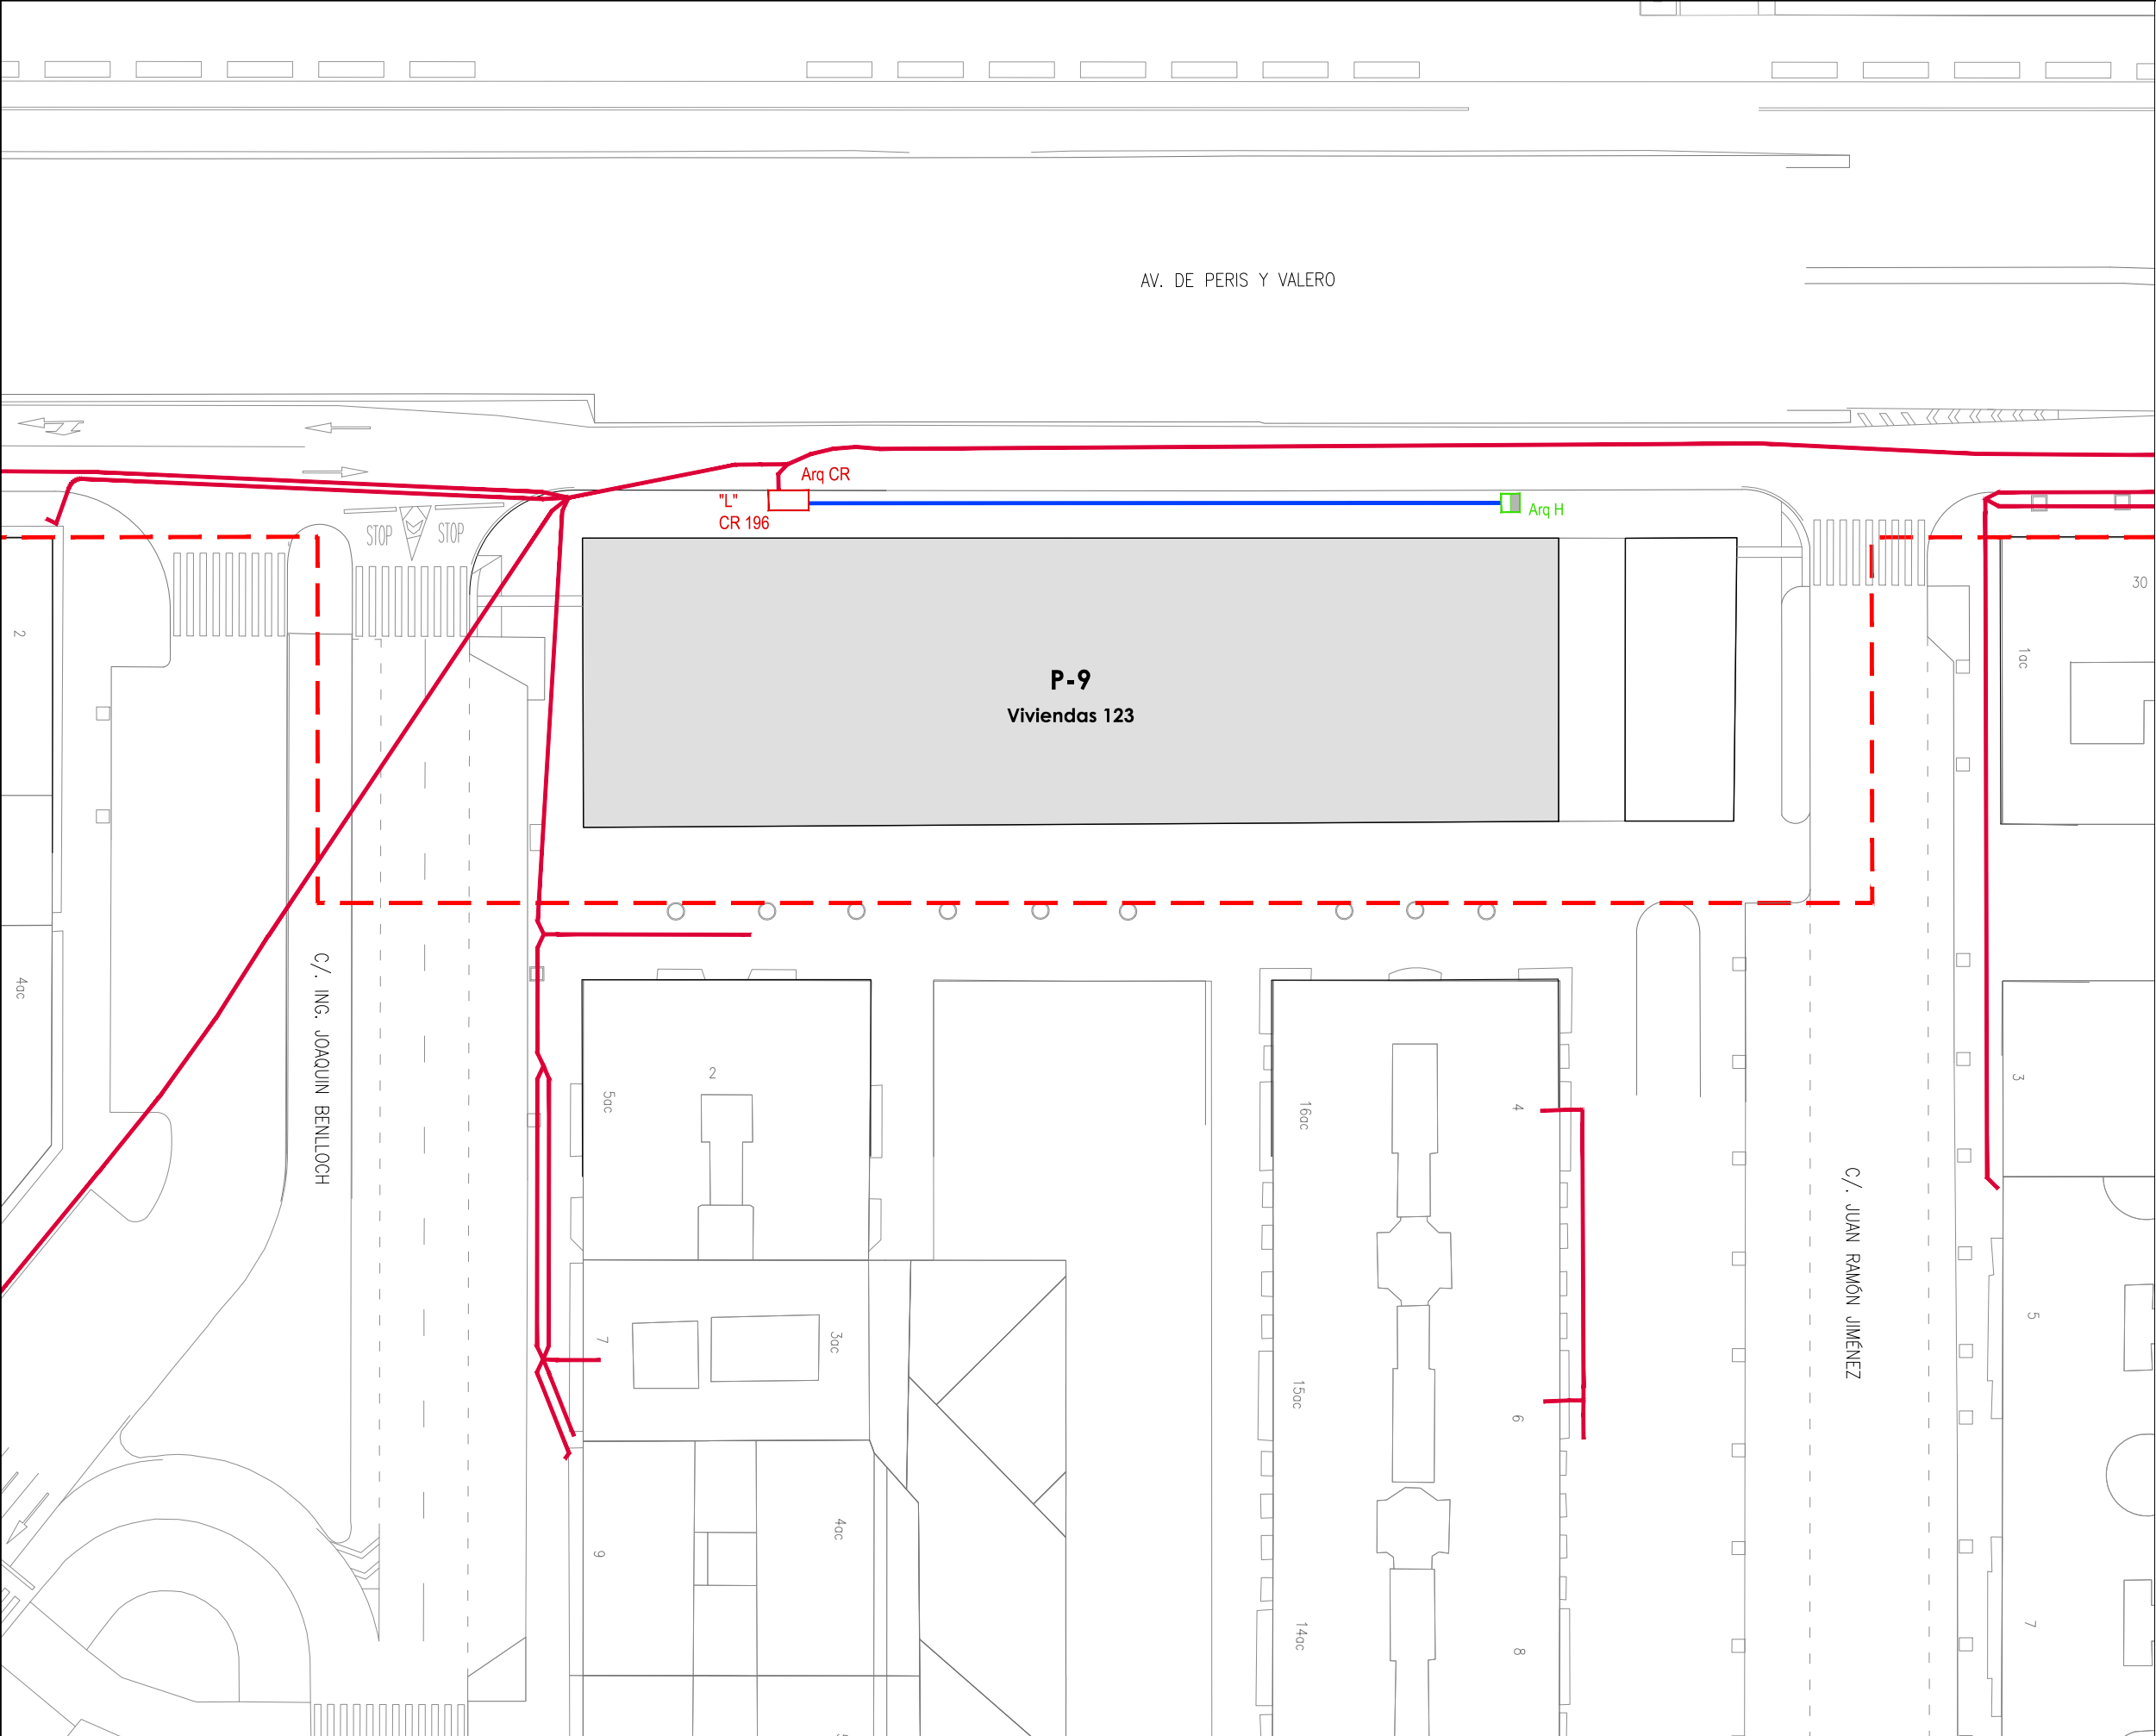 AV. DE PERIS Y VALERO
Arq CR
"L"
CR 196
Arq H
STOP
STOP
P-9
Viviendas 123
2
4ac
C/. ING. JOAQUIN BENLLOCH
30
1ac
3
5
7
C/. JUAN RAMÓN JIMÉNEZ
2
5ac
7
3ac
9
4ac
16ac
4
15ac
6
14ac
8